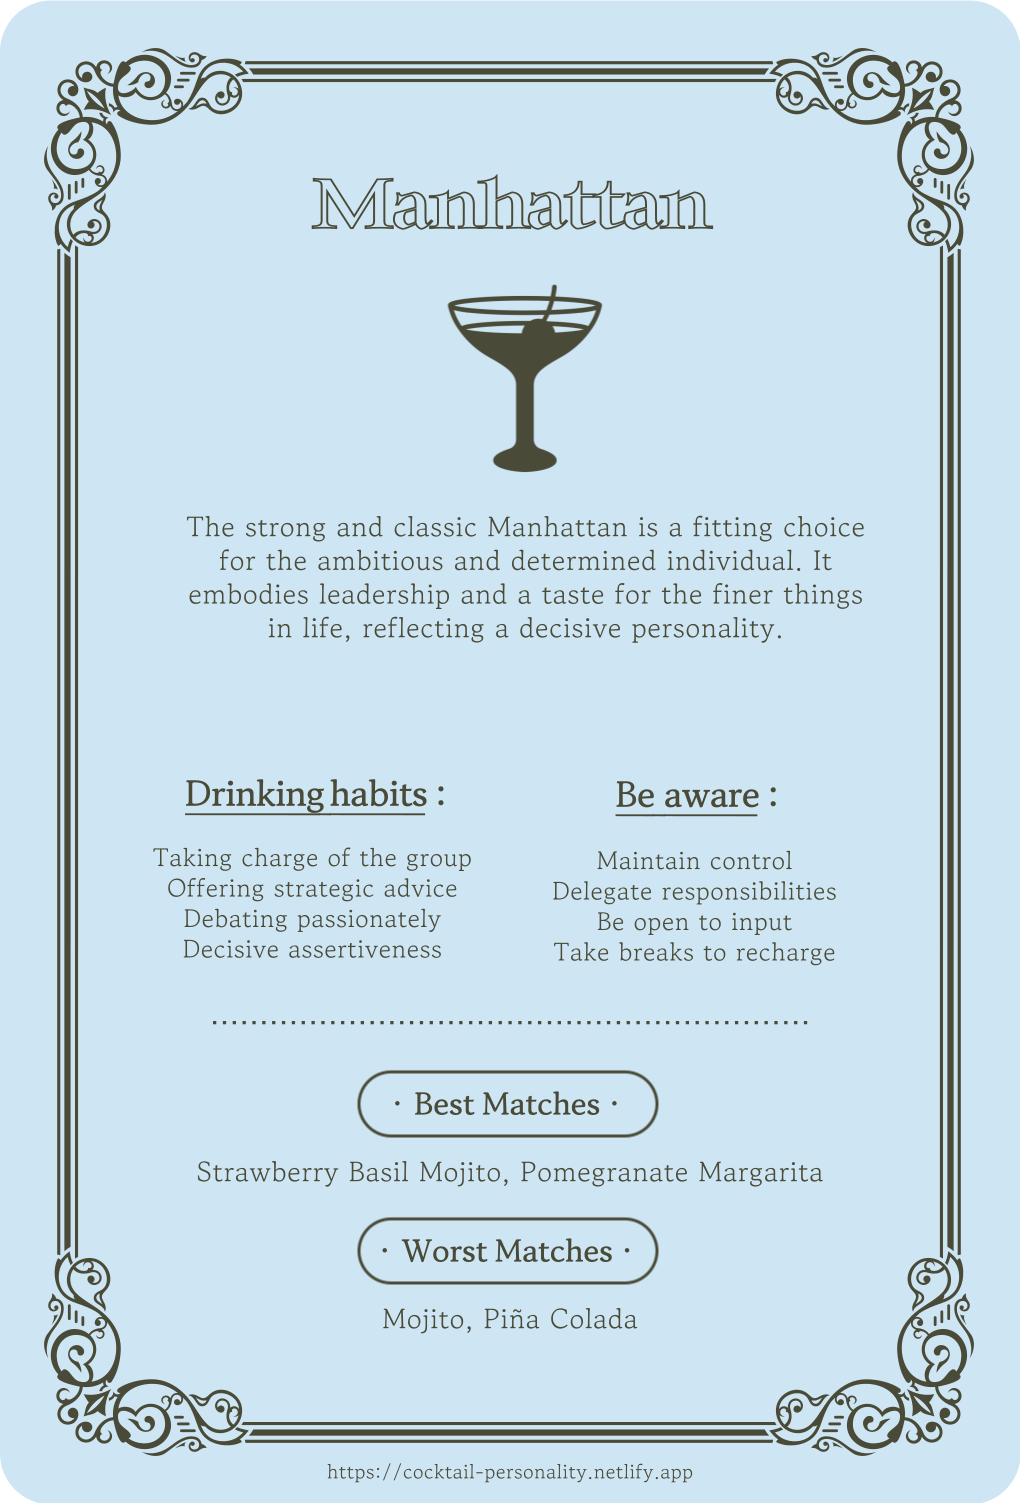 Manhattan
The strong and classic Manhattan is a fitting choice
for the ambitious and determined individual. It
embodies leadership and a taste for the finer things
in life, reflecting a decisive personality.
Drinking habits :
Taking charge of the group
Offering strategic advice
Debating passionately
Decisive assertiveness
Be aware :
Maintain control
Delegate responsibilities
Be open to input
Take breaks to recharge
· Best Matches ·
Strawberry Basil Mojito, Pomegranate Margarita
· Worst Matches ·
Mojito, Piña Colada
https://cocktail-personality.netlify.app